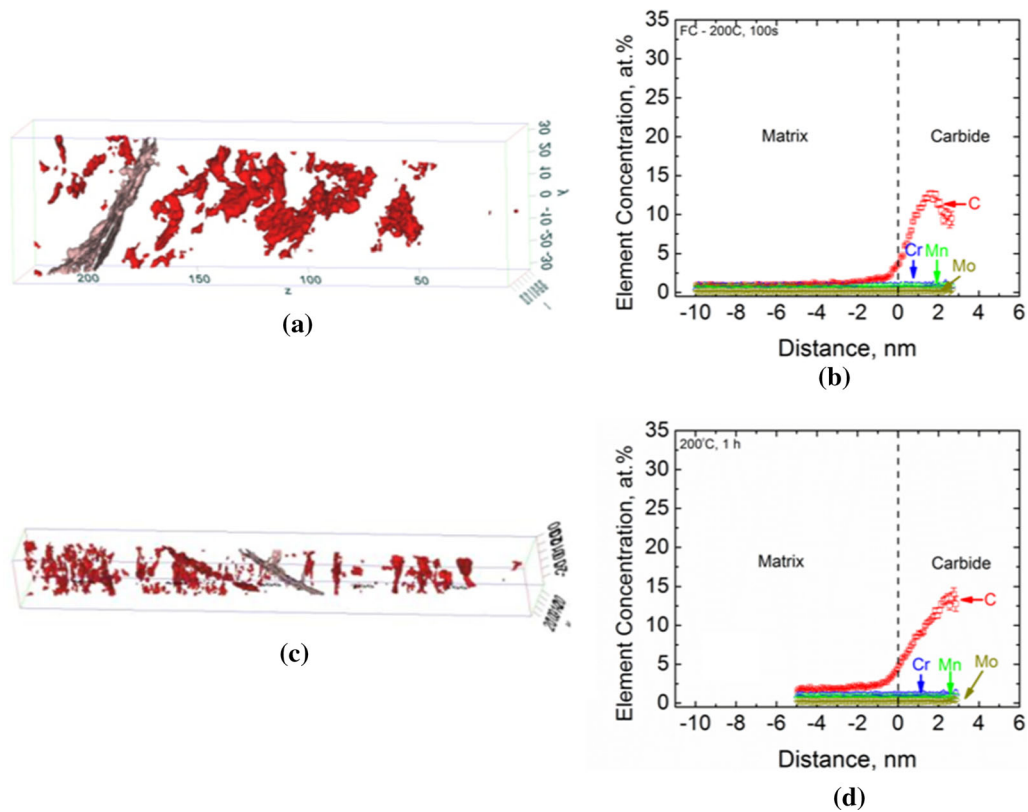 30
20
10
0
-10
-20
-30
y
200
150
100
50
z
(a)
FC - 200C, 100s
Element Concentration, at.%
35
30
25
20
15
10
5
0
Matrix
Carbide
C
Cr
Mn
Mo
-10 -8 -6 -4 -2 0 2 4 6
Distance, nm
(b)
(c)
200°C, 1 h
Element Concentration, at.%
35
30
25
20
15
10
5
0
Matrix
Carbide
C
Cr
Mn
Mo
-10 -8 -6 -4 -2 0 2 4 6
Distance, nm
(d)